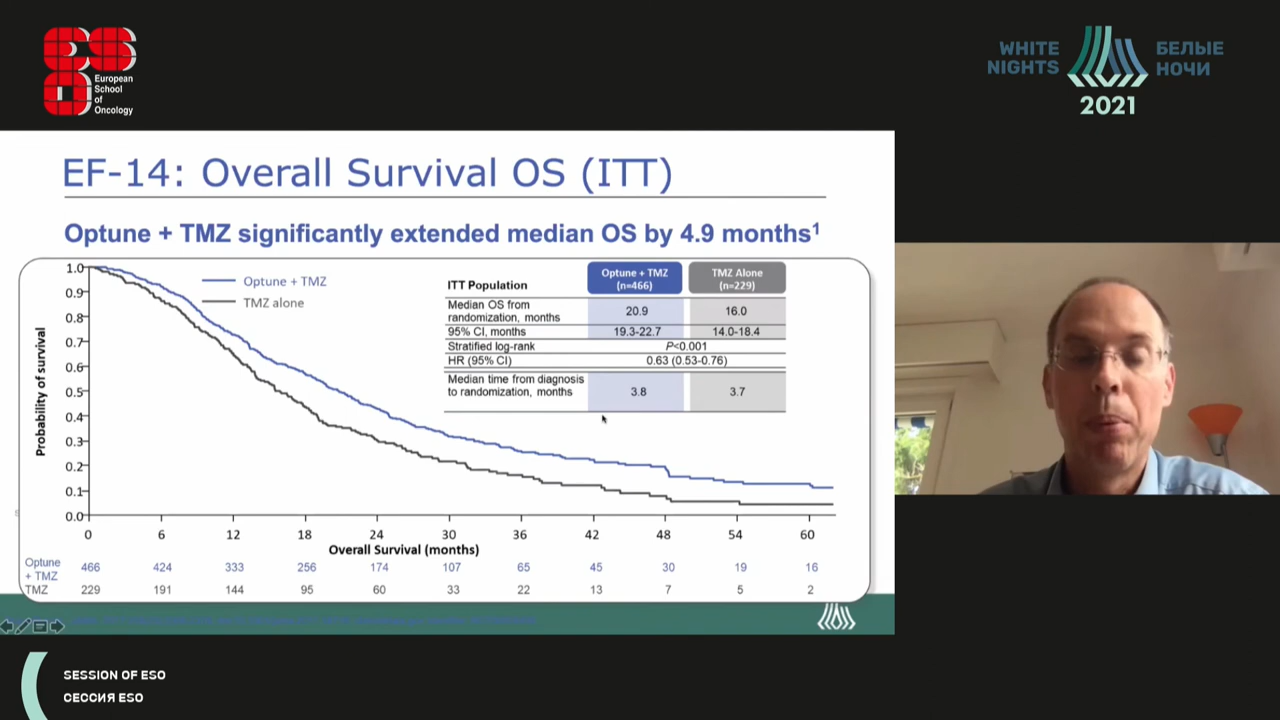 European
School
of
Oncology
WHITE
NIGHTS
БЕЛЫЕ
НОЧИ
2021
EF-14: Overall Survival OS (ITT)
Optune + TMZ significantly extended median OS by 4.9 months¹
Optune + TMZ
TMZ alone
ITT Population
Optune + TMZ
(n=466)
TMZ Alone
(n=229)
Median OS from
randomization, months
20.9
16.0
95% CI, months
19.3-22.7
14.0-18.4
Stratified log-rank
P<0.001
HR (95% CI)
0.63 (0.53-0.76)
Median time from diagnosis
to randomization, months
3.8
3.7
Probability of survival
1.0
0.9
0.8
0.7
0.6
0.5
0.4
0.3
0.2
0.1
0.0
0 6 12 18 24 30 36 42 48 54 60
Overall Survival (months)
Optune
+ TMZ
466 424 333 256 174 107 65 45 30 19 16
TMZ 229 191 144 95 60 33 22 13 7 5 2
SESSION OF ESO
СЕССИЯ ESO